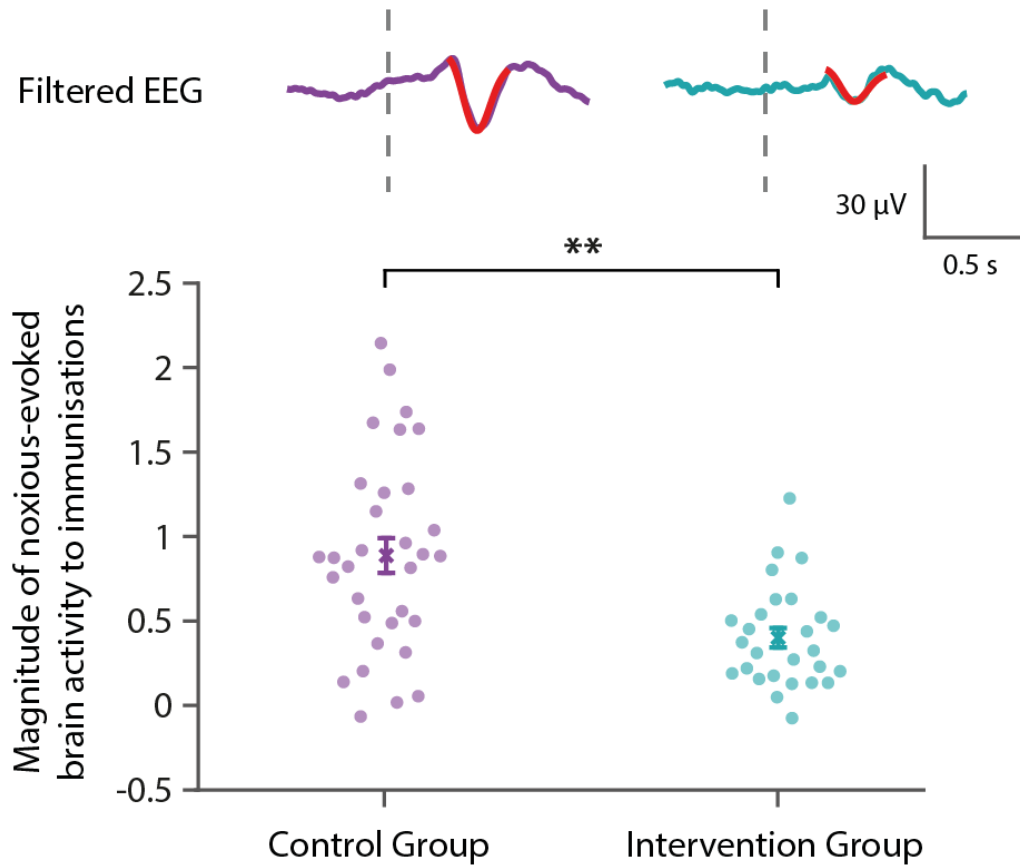 Filtered EEG
30 µV
0.5 s
**
Magnitude of noxious-evoked
brain activity to immunisations
2.5
2
1.5
1
0.5
0
-0.5
Control Group
Intervention Group